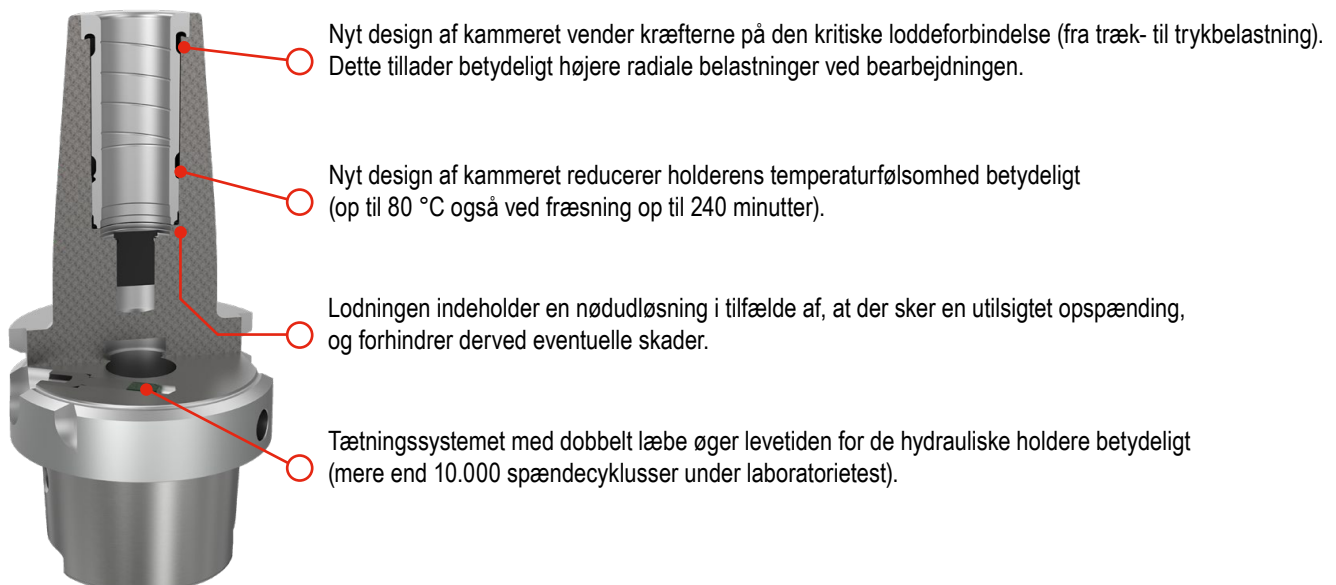 Nyt design af kammeret vender kræfterne på den kritiske loddeforbindelse (fra træk- til trykbelastning).
Dette tillader betydeligt højere radiale belastninger ved bearbejdningen.
Nyt design af kammeret reducerer holderens temperaturfølsomhed betydeligt
(op til 80 °C også ved fræsning op til 240 minutter).
Lodningen indeholder en nødudløsning i tilfælde af, at der sker en utilsigtet opspænding,
og forhindrer derved eventuelle skader.
Tætningssystemet med dobbelt læbe øger levetiden for de hydrauliske holdere betydeligt
(mere end 10.000 spændecyklusser under laboratorietest).